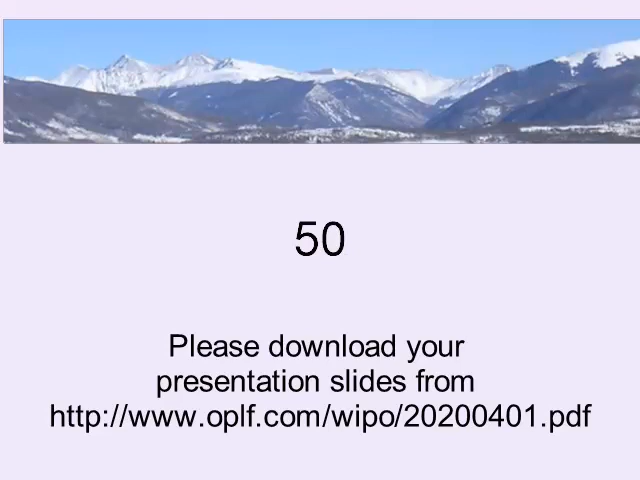 50
Please download your
presentation slides from
http://www.oplf.com/wipo/20200401.pdf